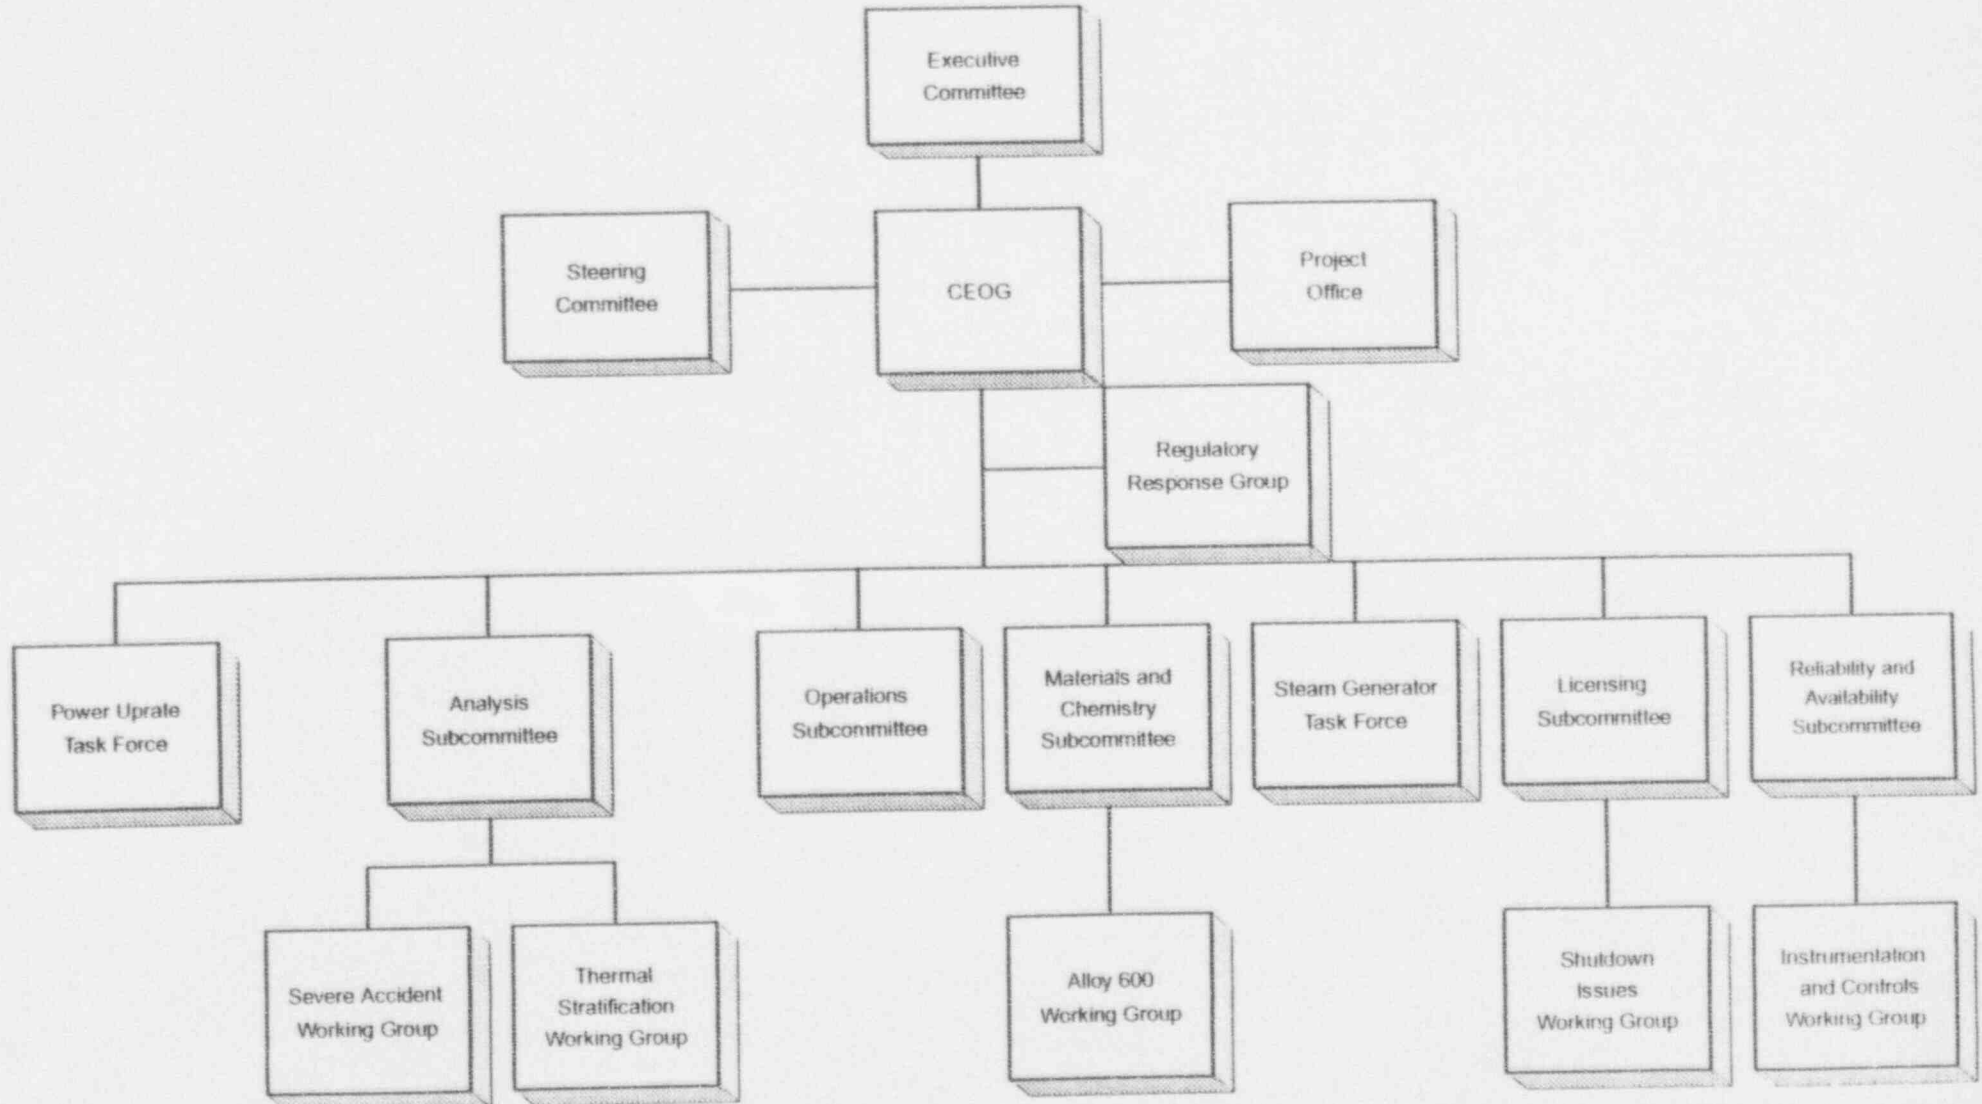 Executive
Committee
Steering
Committee
CEOG
Project
Office
Regulatory
Response Group
Power Uprate
Task Force
Analysis
Subcommittee
Operations
Subcommittee
Materials and
Chemistry
Subcommittee
Steam Generator
Task Force
Licensing
Subcommittee
Reliability and
Availability
Subcommittee
Severe Accident
Working Group
Thermal
Stratification
Working Group
Alloy 600
Working Group
Shutdown
Issues
Working Group
Instrumentation
and Controls
Working Group